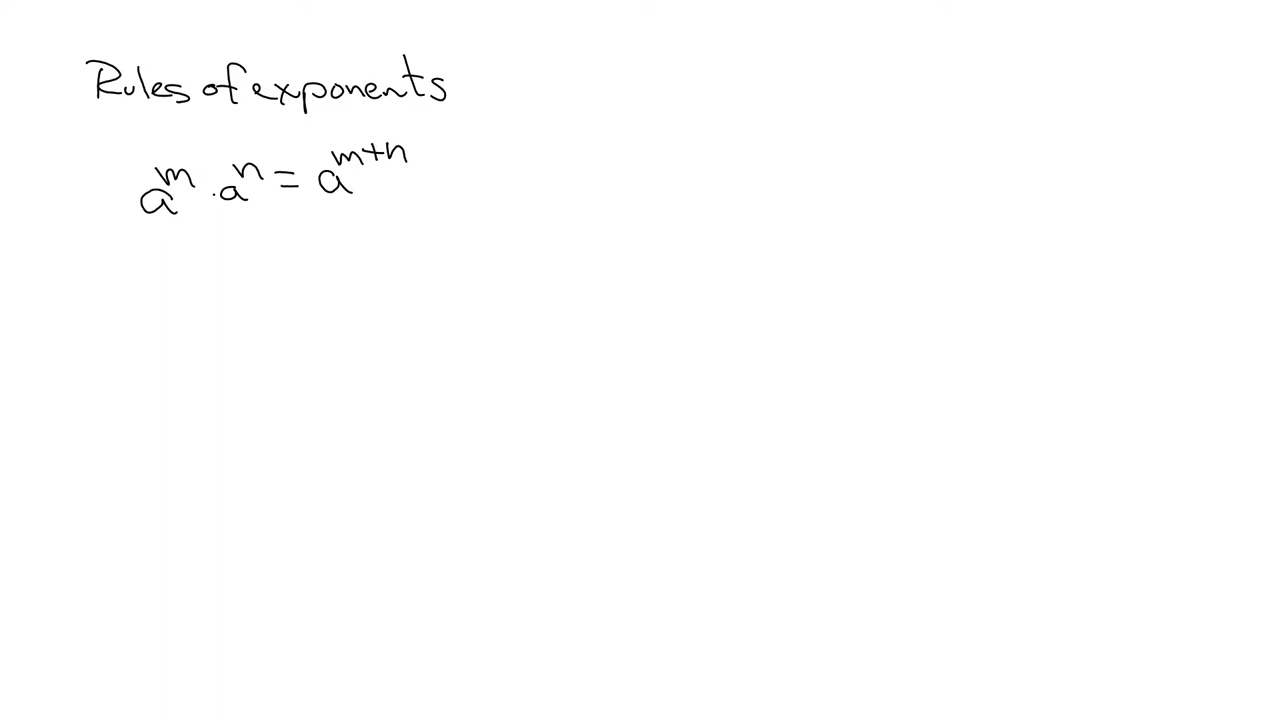 Rules of exponents
a^m · a^n = a^{m+n}